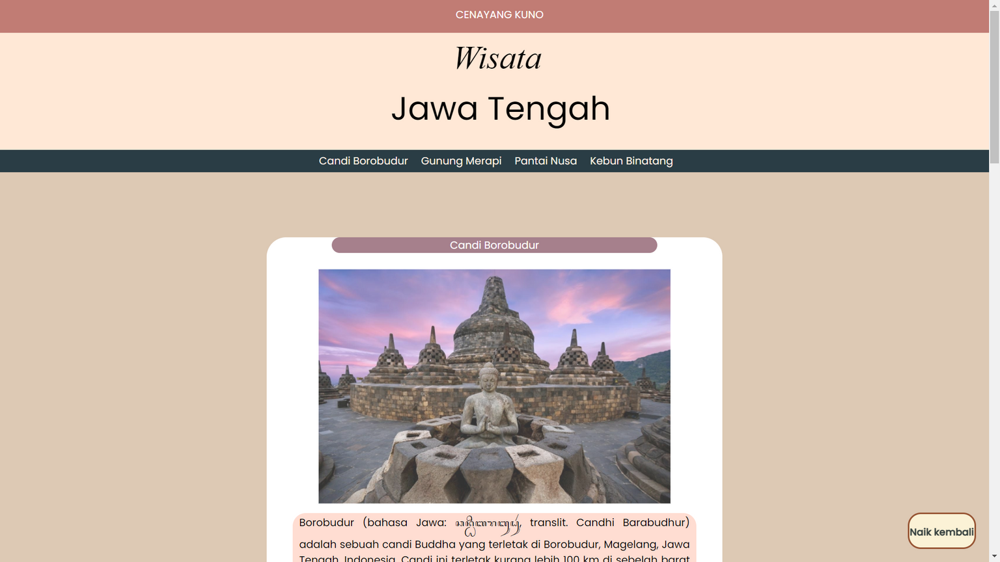 CENAYANG KUNO
Wisata
Jawa Tengah
Candi Borobudur Gunung Merapi Pantai Nusa Kebun Binatang
Candi Borobudur
Borobudur (bahasa Jawa: , translit. Candhi Barabudhur)
adalah sebuah candi Buddha yang terletak di Borobudur, Magelang, Jawa
Tengah, Indonesia. Candi ini terletak kurang lebih 100 km di sebelah barat
Naik kembali